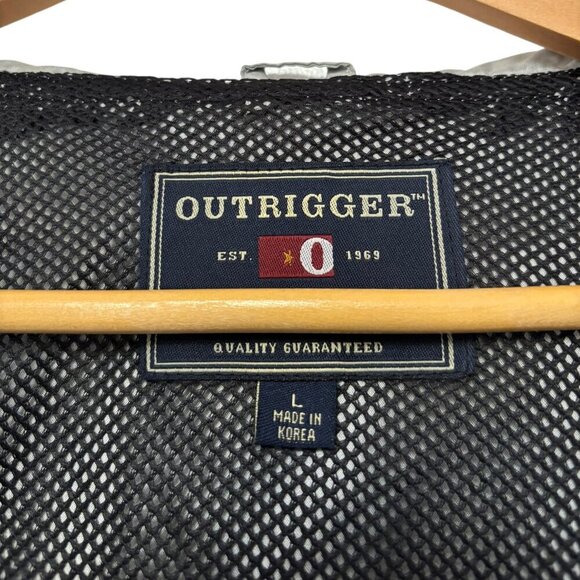 OUTRIGGER™
EST. O 1969
QUALITY GUARANTEED
L
MADE IN
KOREA